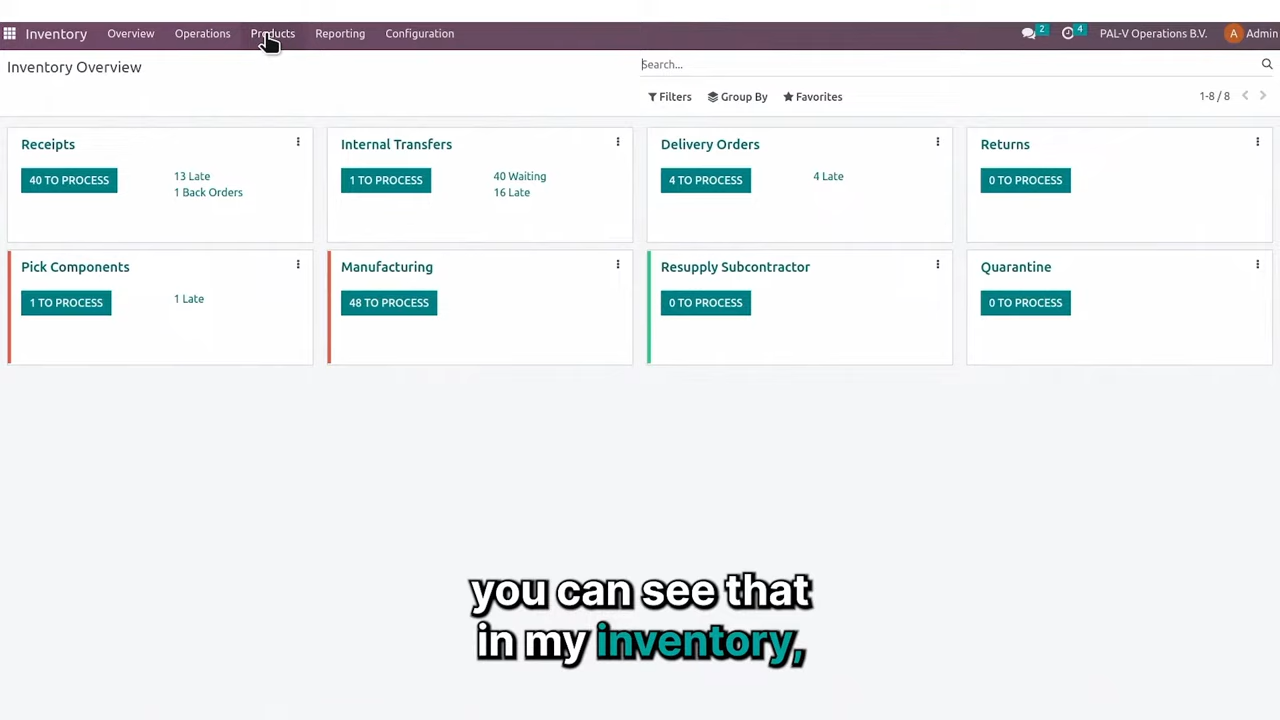 Inventory Overview Operations Products Reporting Configuration 2 4 PAL-V Operations B.V. A Admin
Inventory Overview
Search...
Filters Group By Favorites 1-8 / 8
Receipts
40 TO PROCESS
13 Late
1 Back Orders
Internal Transfers
1 TO PROCESS
40 Waiting
16 Late
Delivery Orders
4 TO PROCESS
4 Late
Returns
0 TO PROCESS
Pick Components
1 TO PROCESS
1 Late
Manufacturing
48 TO PROCESS
Resupply Subcontractor
0 TO PROCESS
Quarantine
0 TO PROCESS
you can see that
in my inventory,